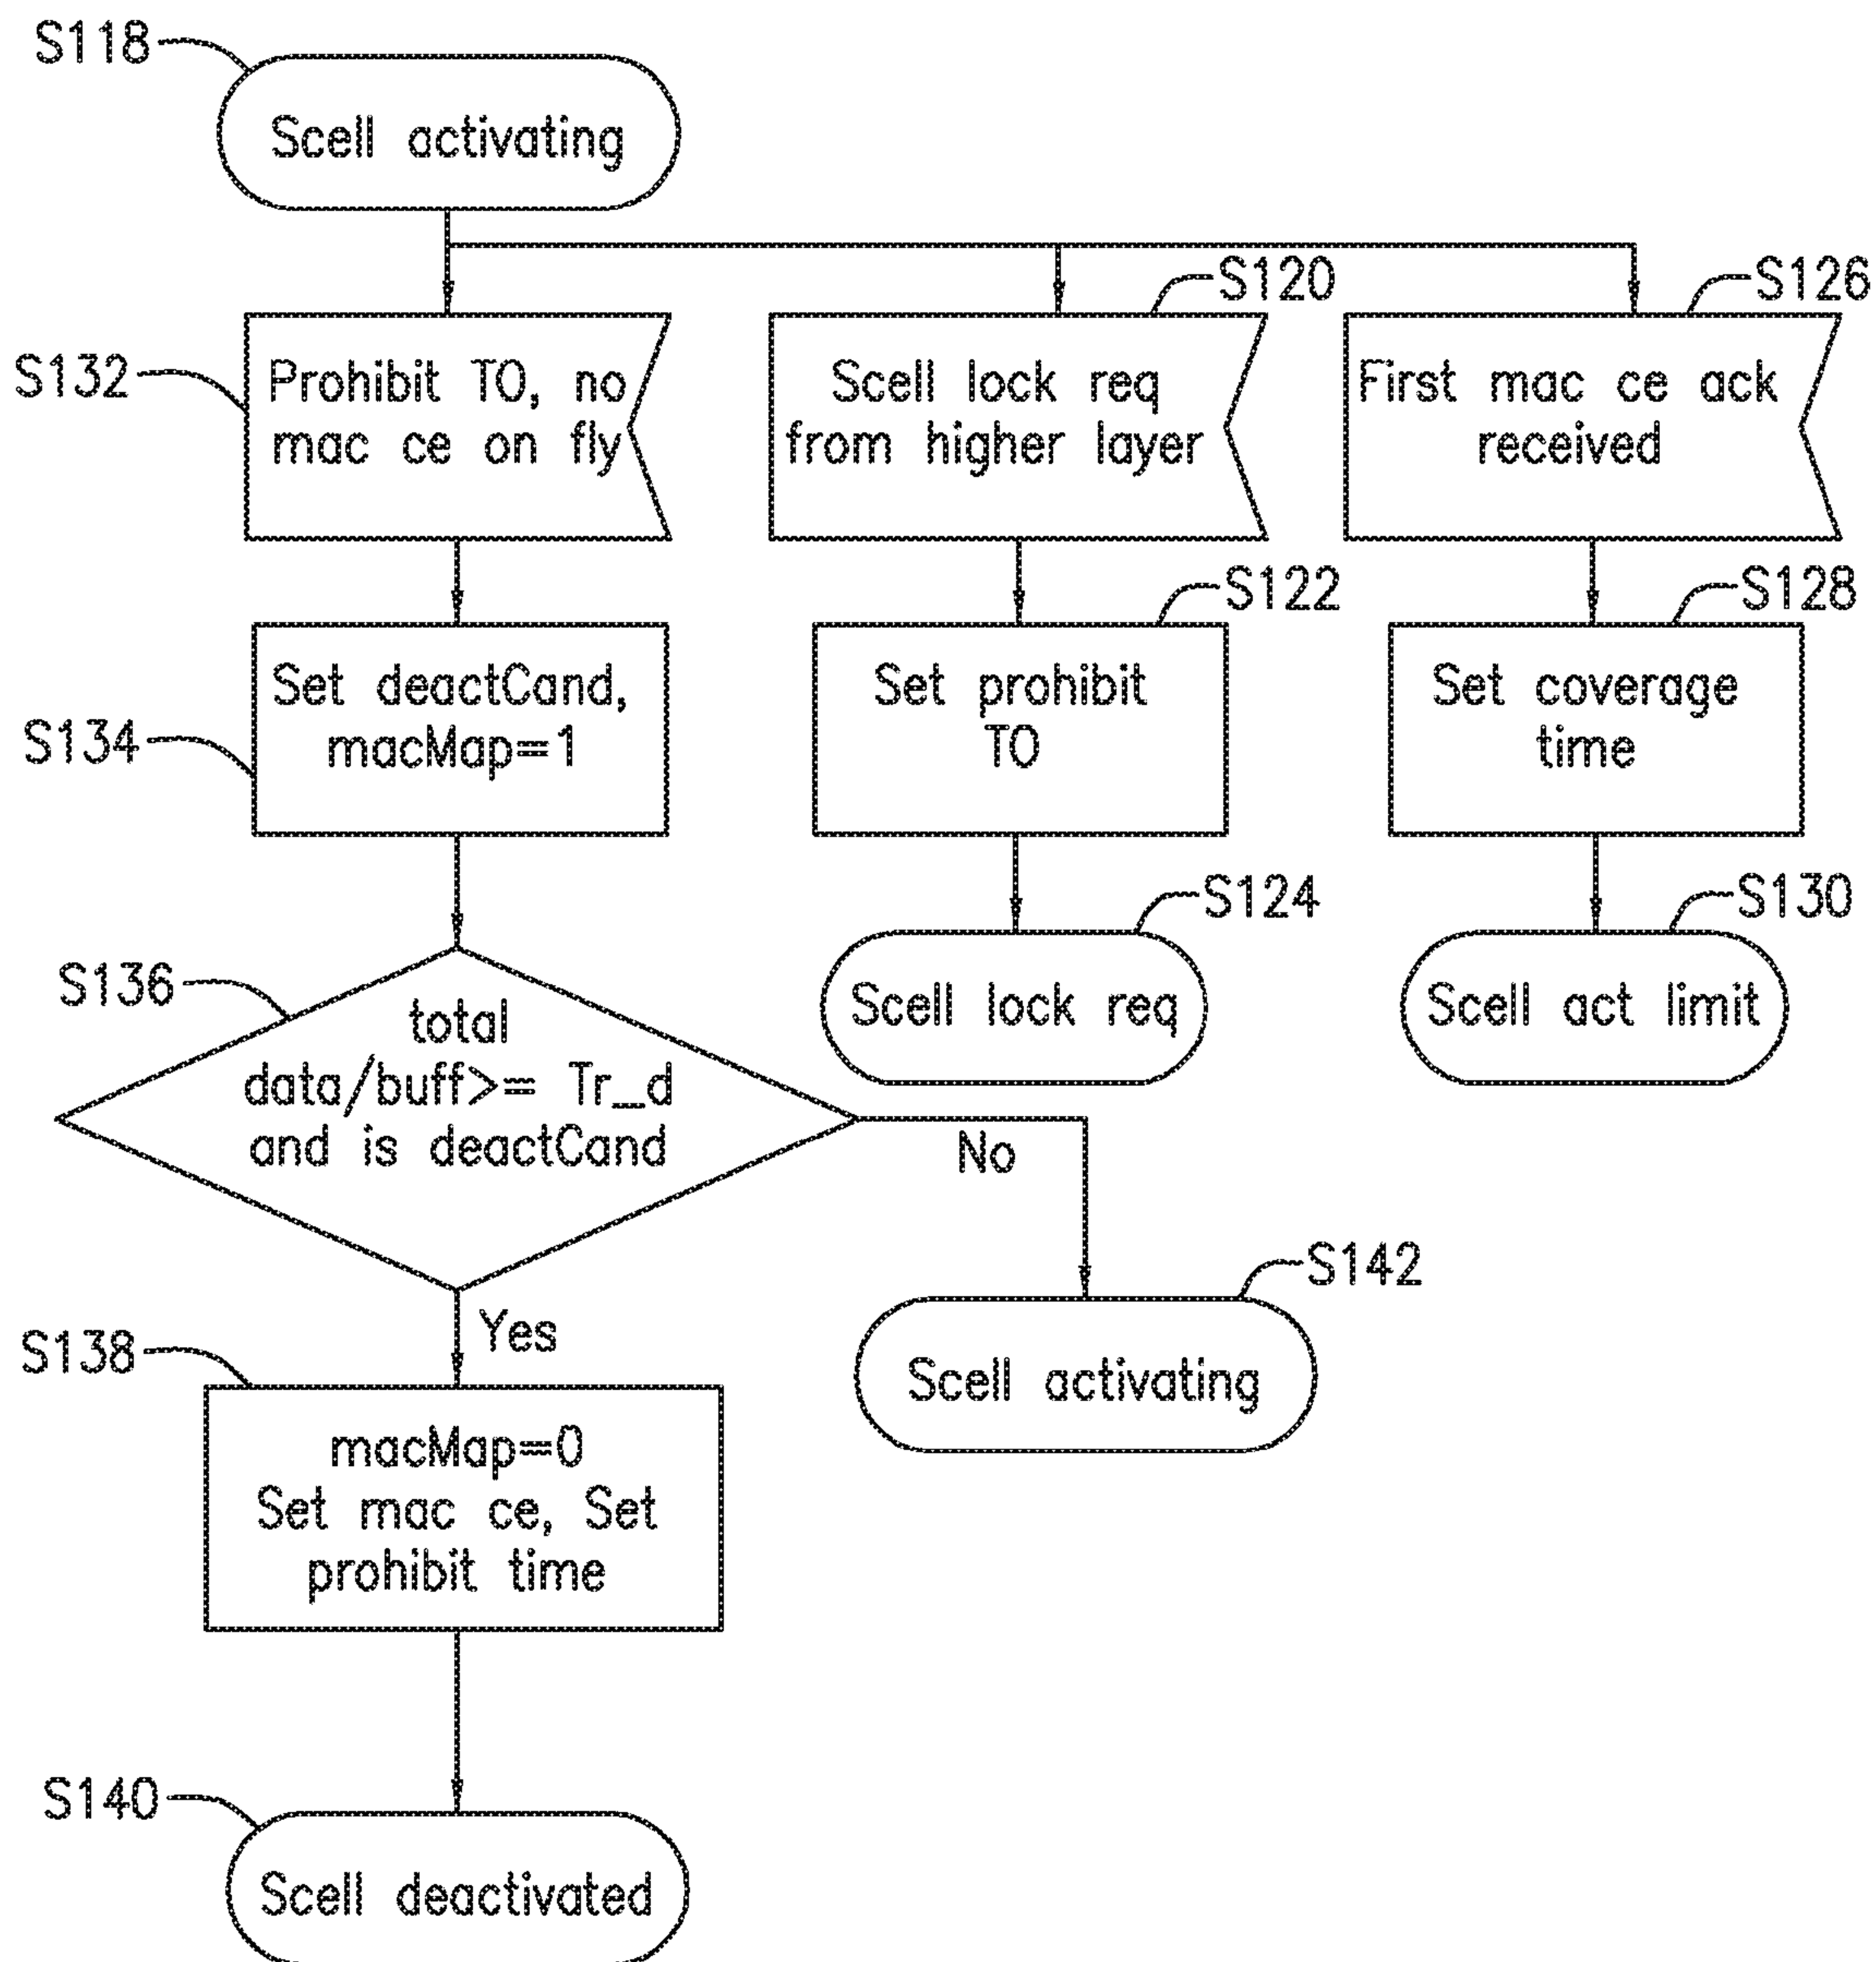 S118
Scell activating
S132
Prohibit TO, no
mac ce on fly
S120
Scell lock req
from higher layer
S126
First mac ce ack
received
S134
Set deactCand,
macMap=1
S122
Set prohibit
TO
S128
Set coverage
time
S136
total
data/buff>= Tr_d
and is deactCand
S124
Scell lock req
S130
Scell act limit
No
Yes
S142
Scell activating
S138
macMap=0
Set mac ce, Set
prohibit time
S140
Scell deactivated